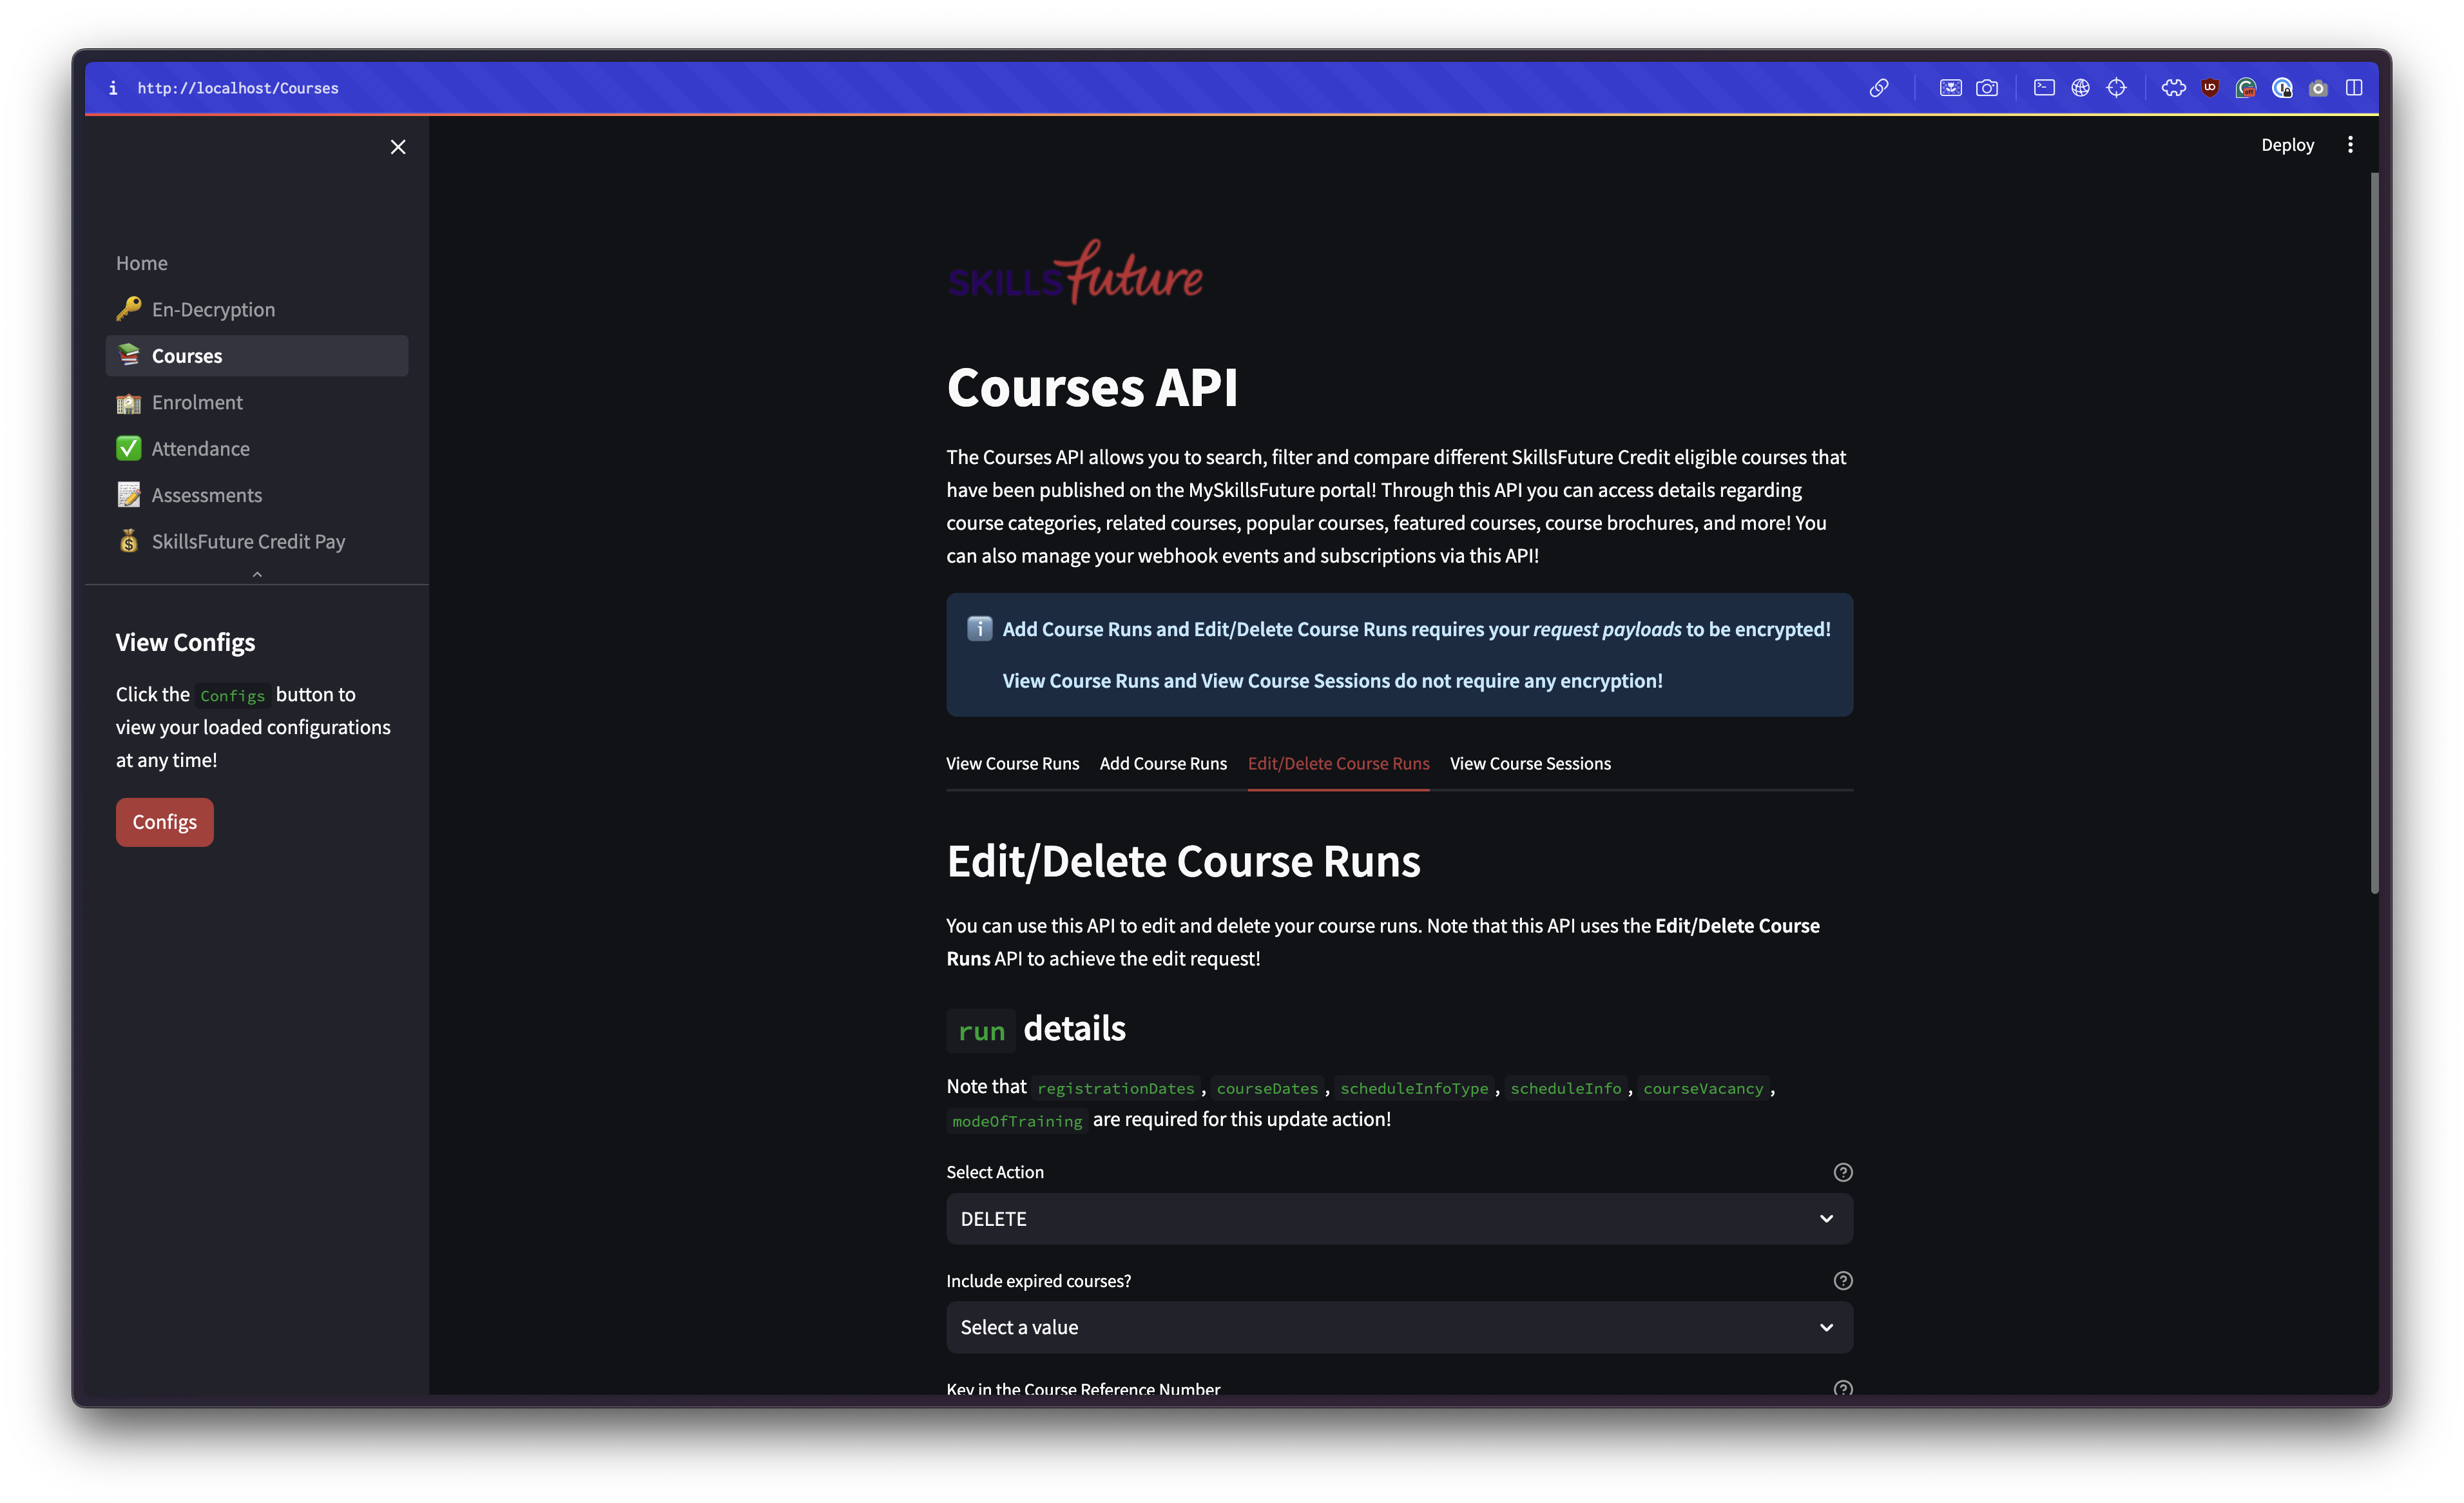 i http://localhost/Courses
Deploy
Home
En-Decryption
Courses
Enrolment
Attendance
Assessments
SkillsFuture Credit Pay
View Configs
Click the Configs button to
view your loaded configurations
at any time!
Configs
SKILLSfuture
Courses API
The Courses API allows you to search, filter and compare different SkillsFuture Credit eligible courses that
have been published on the MySkillsFuture portal! Through this API you can access details regarding
course categories, related courses, popular courses, featured courses, course brochures, and more! You
can also manage your webhook events and subscriptions via this API!
Add Course Runs and Edit/Delete Course Runs requires your request payloads to be encrypted!
View Course Runs and View Course Sessions do not require any encryption!
View Course Runs Add Course Runs Edit/Delete Course Runs View Course Sessions
Edit/Delete Course Runs
You can use this API to edit and delete your course runs. Note that this API uses the Edit/Delete Course
Runs API to achieve the edit request!
run details
Note that registrationDates , courseDates , scheduleInfoType , scheduleInfo , courseVacancy ,
modeOfTraining are required for this update action!
Select Action
DELETE
Include expired courses?
Select a value
Key in the Course Reference Number